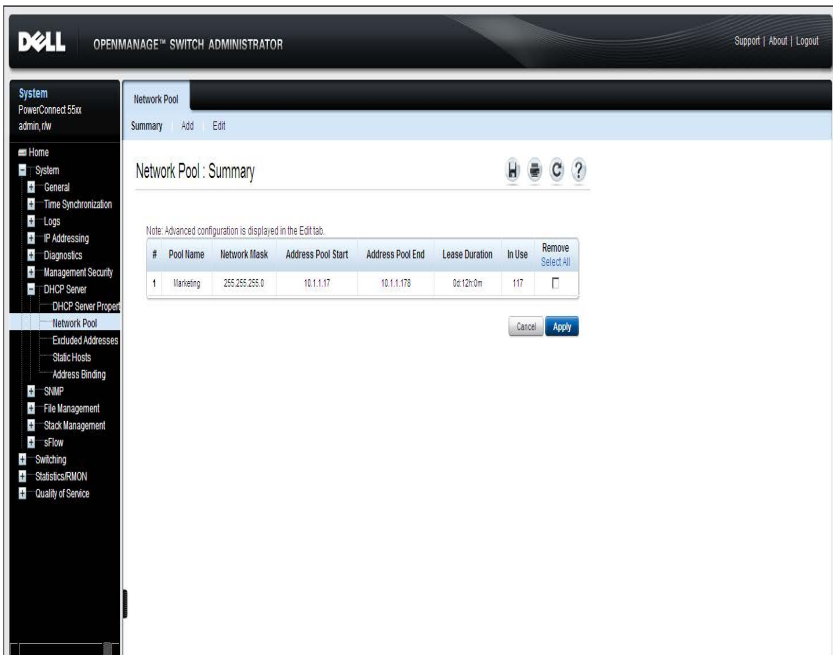 DELL OPENMANAGE™ SWITCH ADMINISTRATOR Support | About | Logout
System
PowerConnect 55xx
admin, r/w
Home
System
General
Time Synchronization
Logs
IP Addressing
Diagnostics
Management Security
DHCP Server
DHCP Server Propert
Network Pool
Excluded Addresses
Static Hosts
Address Binding
SNMP
File Management
Stack Management
sFlow
Switching
Statistics/RMON
Quality of Service
Network Pool
Summary | Add | Edit
Network Pool : Summary
Note: Advanced configuration is displayed in the Edit tab.
# Pool Name Network Mask Address Pool Start Address Pool End Lease Duration In Use Remove Select All
1 Marketing 255.255.255.0 10.1.1.17 10.1.1.178 0d:12h:0m 117
Cancel Apply